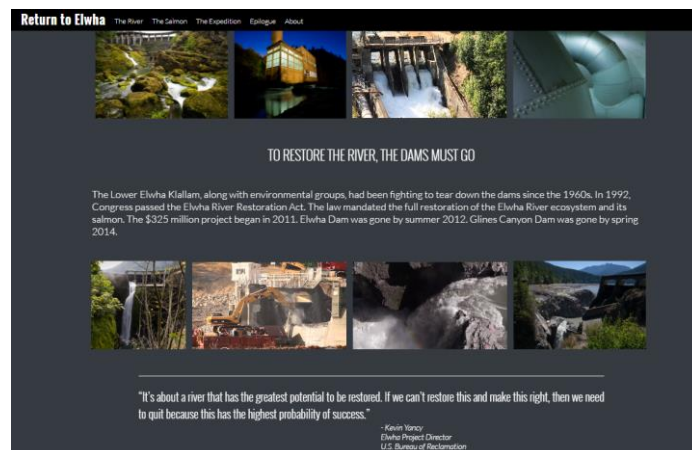 Return to Elwha The River The Salmon The Expedition Epilogue About
TO RESTORE THE RIVER, THE DAMS MUST GO
The Lower Elwha Klallam, along with environmental groups, had been fighting to tear down the dams since the 1960s. In 1992,
Congress passed the Elwha River Restoration Act. The law mandated the full restoration of the Elwha River ecosystem and its
salmon. The $325 million project began in 2011. Elwha Dam was gone by summer 2012. Glines Canyon Dam was gone by spring
2014.
“It’s about a river that has the greatest potential to be restored. If we can’t restore this and make this right, then we need
to quit because this has the highest probability of success.”
- Kevin Yancy
Elwha Project Director
U.S. Bureau of Reclamation